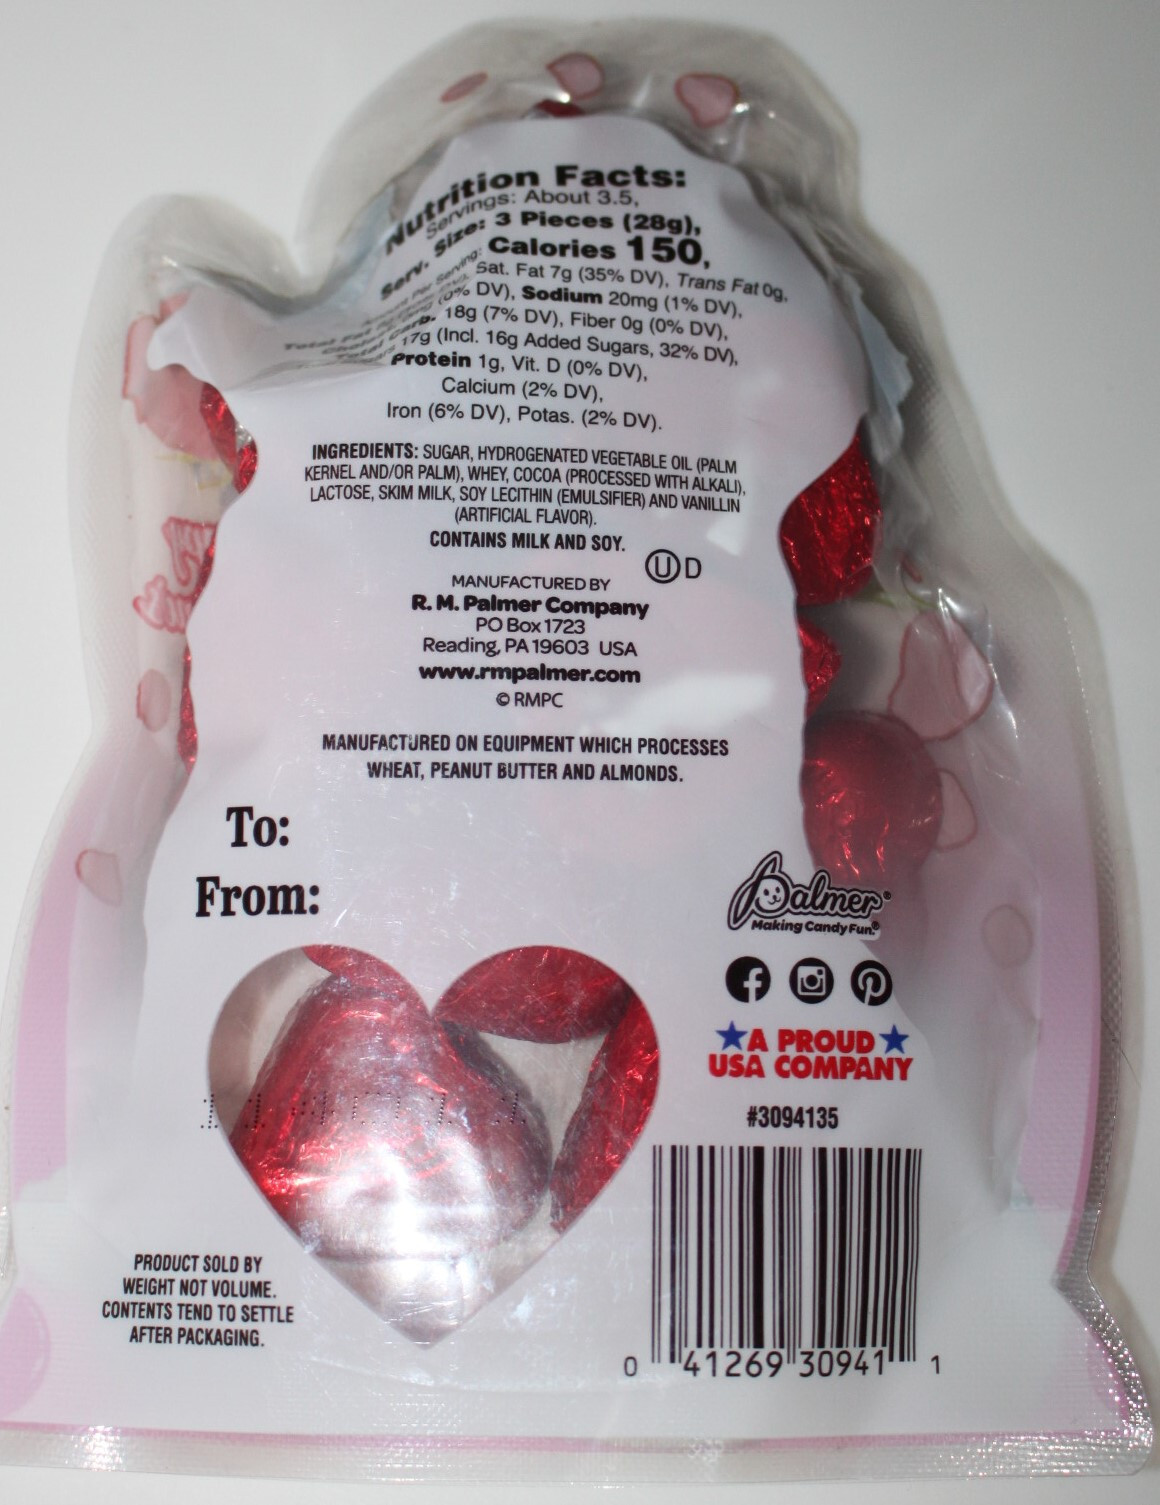 Nutrition Facts:
Servings: About 3.5,
Serv. Size: 3 Pieces (28g),
Per Serving: Calories 150,
Total Fat Sat. Fat 7g (35% DV), Trans Fat 0g,
(0% DV), Sodium 20mg (1% DV),
Carb. 18g (7% DV), Fiber 0g (0% DV),
Total 17g (Incl. 16g Added Sugars, 32% DV),
Protein 1g, Vit. D (0% DV),
Calcium (2% DV),
Iron (6% DV), Potas. (2% DV).
INGREDIENTS: SUGAR, HYDROGENATED VEGETABLE OIL (PALM
KERNEL AND/OR PALM), WHEY, COCOA (PROCESSED WITH ALKALI),
LACTOSE, SKIM MILK, SOY LECITHIN (EMULSIFIER) AND VANILLIN
(ARTIFICIAL FLAVOR).
CONTAINS MILK AND SOY.
U D
MANUFACTURED BY
R. M. Palmer Company
PO Box 1723
Reading, PA 19603 USA
www.rmpalmer.com
© RMPC
MANUFACTURED ON EQUIPMENT WHICH PROCESSES
WHEAT, PEANUT BUTTER AND ALMONDS.
To:
From:
Palmer®
Making Candy Fun.®
A PROUD
USA COMPANY
#3094135
PRODUCT SOLD BY
WEIGHT NOT VOLUME.
CONTENTS TEND TO SETTLE
AFTER PACKAGING.
0 41269 30941 1